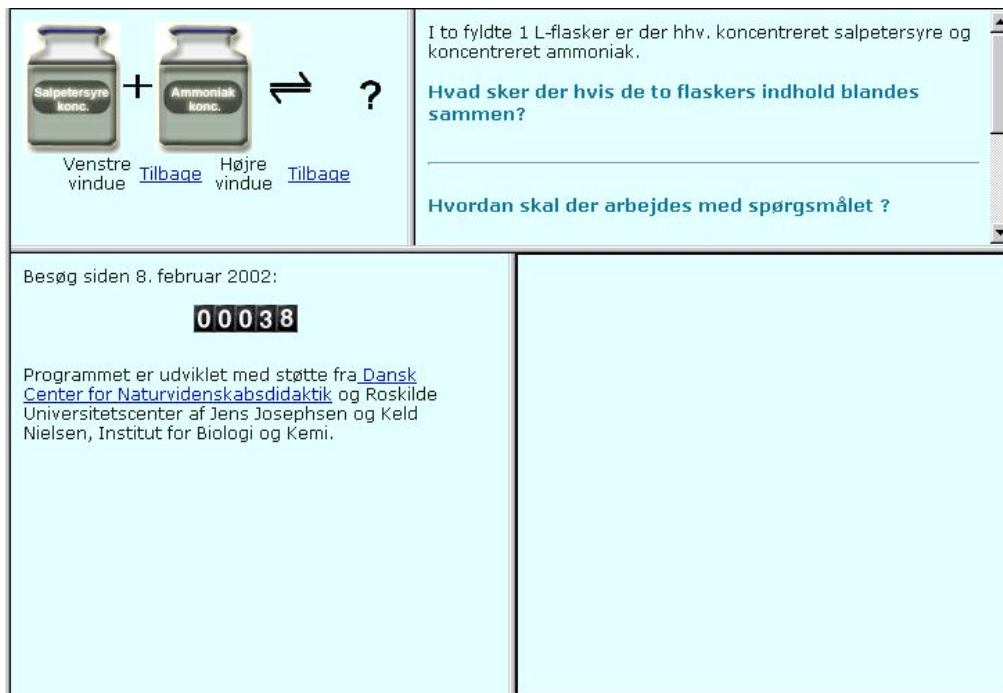 Salpetersyre
konc.
+
Ammoniak
konc.
⇌
?
Venstre
vindue
Tilbage
Højre
vindue
Tilbage
I to fyldte 1 L-flasker er der hhv. koncentreret salpetersyre og
koncentreret ammoniak.
Hvad sker der hvis de to flaskers indhold blandes
sammen?
Hvordan skal der arbejdes med spørgsmålet ?
Besøg siden 8. februar 2002:
00038
Programmet er udviklet med støtte fra Dansk
Center for Naturvidenskabsdidaktik og Roskilde
Universitetscenter af Jens Josephsen og Keld
Nielsen, Institut for Biologi og Kemi.